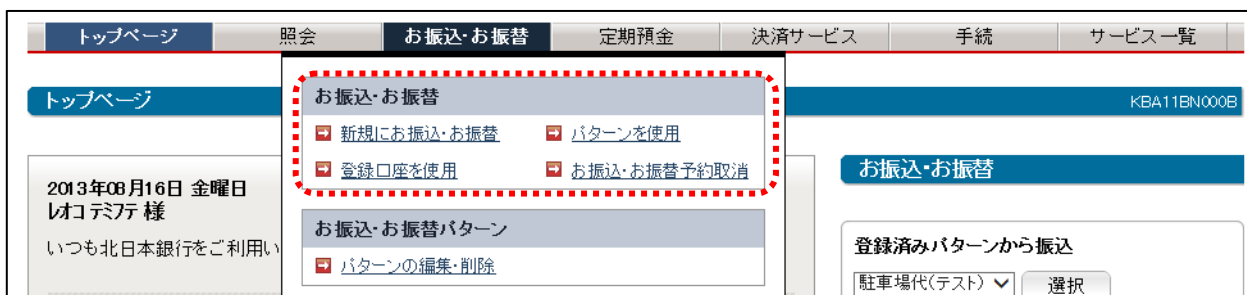 トップページ 照会 お振込・お振替 定期預金 決済サービス 手続 サービス一覧
トップページ
KBA11BN000B
お振込・お振替
新規にお振込・お振替 パターンを使用
登録口座を使用 お振込・お振替予約取消
お振込・お振替パターン
パターンの編集・削除
2013年08月16日 金曜日
レオコ テミフテ 様
いつも北日本銀行をご利用い
お振込・お振替
登録済みパターンから振込
駐車場代(テスト) 選択